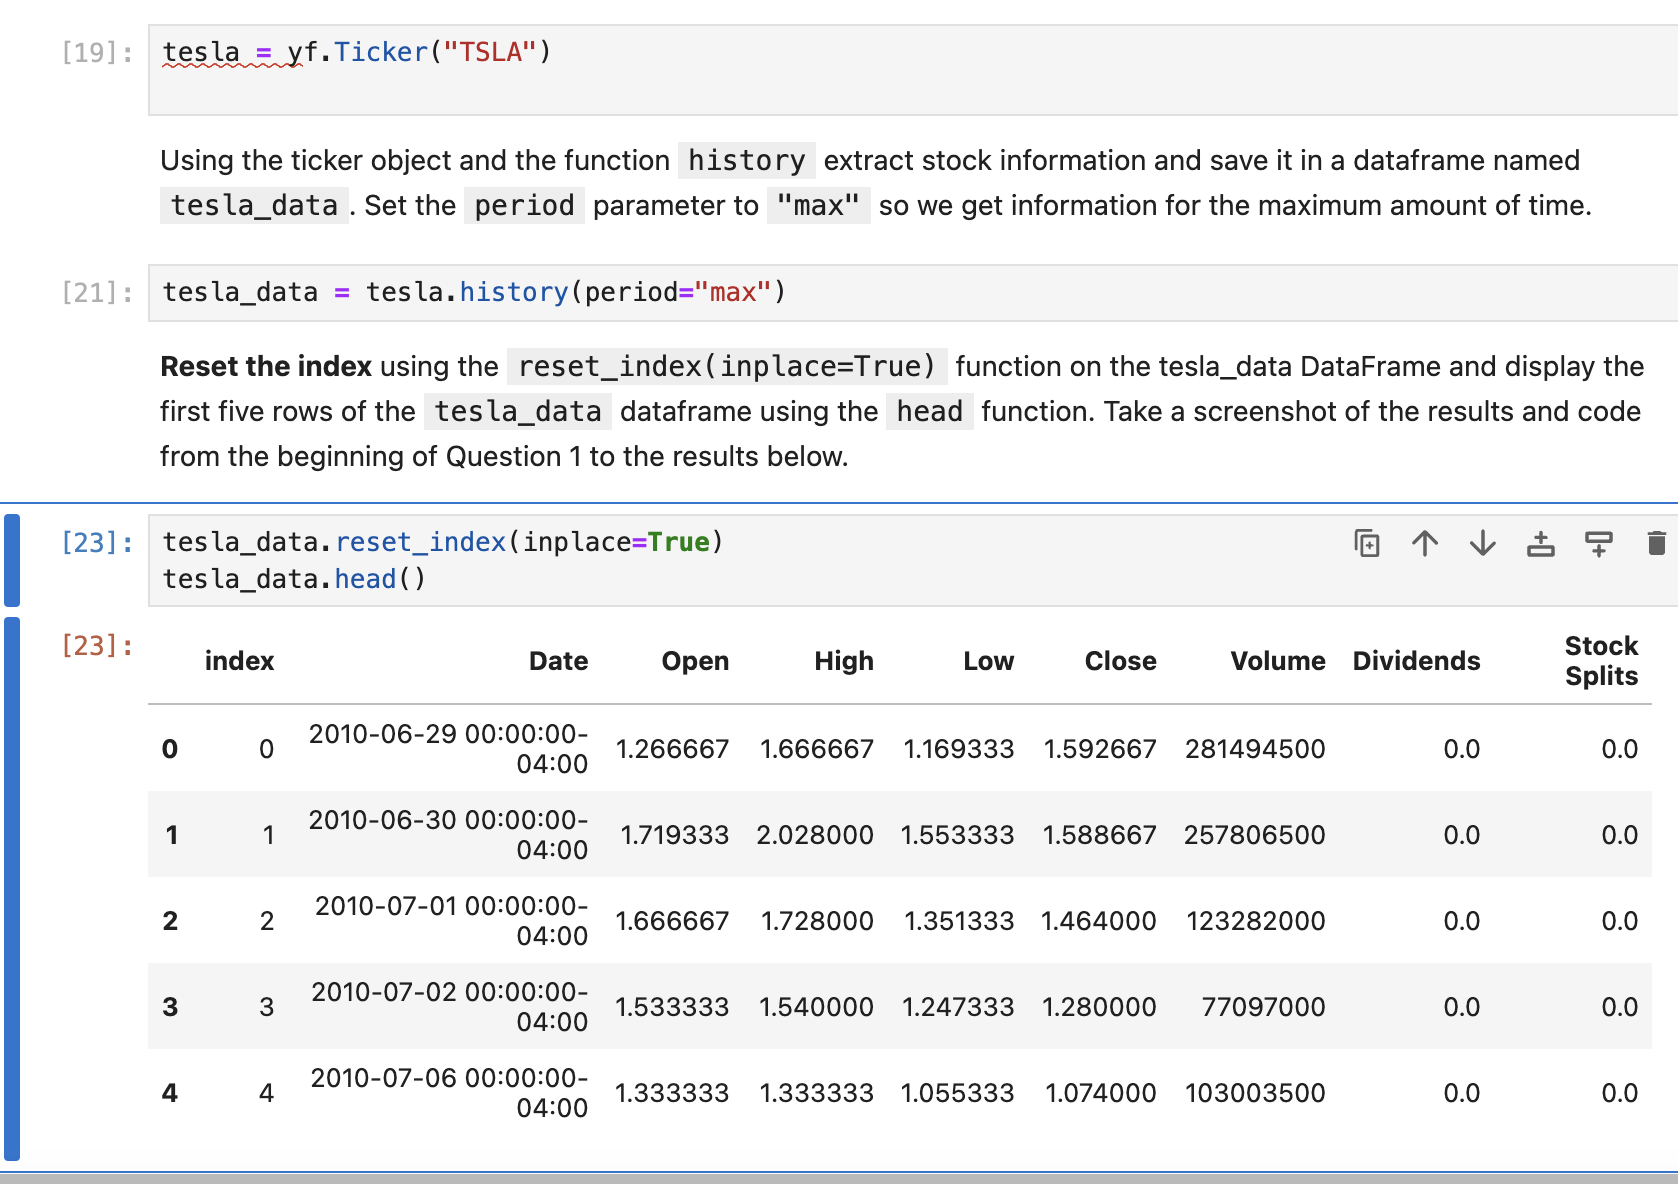 [19]: tesla = yf.Ticker("TSLA")
Using the ticker object and the function history extract stock information and save it in a dataframe named
tesla_data . Set the period parameter to "max" so we get information for the maximum amount of time.
[21]: tesla_data = tesla.history(period="max")
Reset the index using the reset_index(inplace=True) function on the tesla_data DataFrame and display the
first five rows of the tesla_data dataframe using the head function. Take a screenshot of the results and code
from the beginning of Question 1 to the results below.
[23]: tesla_data.reset_index(inplace=True)
tesla_data.head()
[23]: index Date Open High Low Close Volume Dividends Stock
Splits
0 0 2010-06-29 00:00:00-
04:00 1.266667 1.666667 1.169333 1.592667 281494500 0.0 0.0
1 1 2010-06-30 00:00:00-
04:00 1.719333 2.028000 1.553333 1.588667 257806500 0.0 0.0
2 2 2010-07-01 00:00:00-
04:00 1.666667 1.728000 1.351333 1.464000 123282000 0.0 0.0
3 3 2010-07-02 00:00:00-
04:00 1.533333 1.540000 1.247333 1.280000 77097000 0.0 0.0
4 4 2010-07-06 00:00:00-
04:00 1.333333 1.333333 1.055333 1.074000 103003500 0.0 0.0